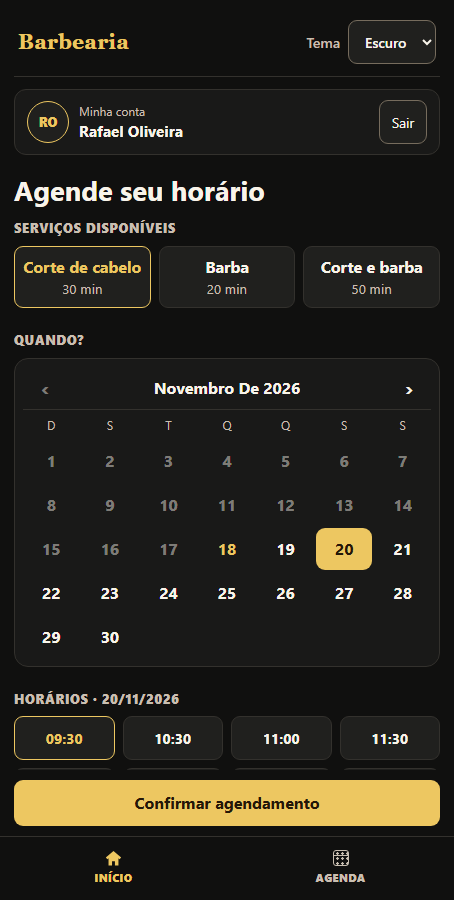 Barbearia
Tema
Escuro
RO
Minha conta
Rafael Oliveira
Sair
Agende seu horário
SERVIÇOS DISPONÍVEIS
Corte de cabelo
30 min
Barba
20 min
Corte e barba
50 min
QUANDO?
‹ Novembro De 2026 ›
D S T Q Q S S
1 2 3 4 5 6 7
8 9 10 11 12 13 14
15 16 17 18 19 20 21
22 23 24 25 26 27 28
29 30
HORÁRIOS • 20/11/2026
09:30 10:30 11:00 11:30
Confirmar agendamento
INÍCIO
AGENDA